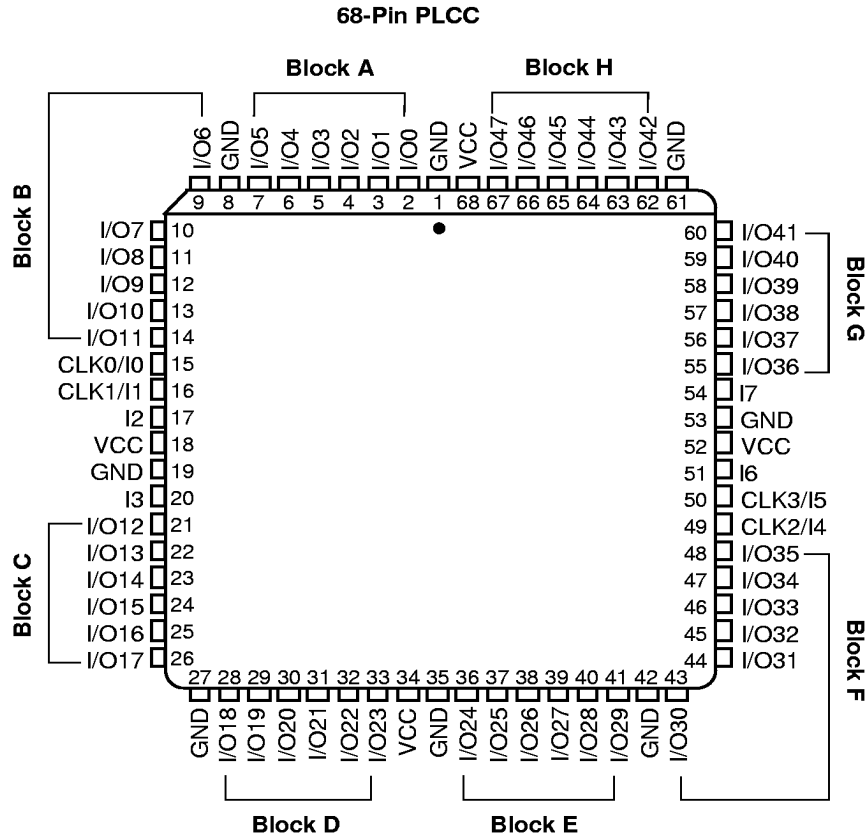 68-Pin PLCC
Block A
Block H
I/O6
GND
I/O5
I/O4
I/O3
I/O2
I/O1
I/O0
GND
VCC
I/O47
I/O46
I/O45
I/O44
I/O43
I/O42
GND
9 8 7 6 5 4 3 2 1 68 67 66 65 64 63 62 61
Block B
I/O7 10
I/O8 11
I/O9 12
I/O10 13
I/O11 14
CLK0/I0 15
CLK1/I1 16
I2 17
VCC 18
GND 19
I3 20
I/O12 21
I/O13 22
I/O14 23
I/O15 24
I/O16 25
I/O17 26
Block C
60 I/O41
59 I/O40
58 I/O39
57 I/O38
56 I/O37
55 I/O36
54 I7
53 GND
52 VCC
51 I6
50 CLK3/I5
49 CLK2/I4
48 I/O35
47 I/O34
46 I/O33
45 I/O32
44 I/O31
Block G
Block F
27 28 29 30 31 32 33 34 35 36 37 38 39 40 41 42 43
GND
I/O18
I/O19
I/O20
I/O21
I/O22
I/O23
VCC
GND
I/O24
I/O25
I/O26
I/O27
I/O28
I/O29
GND
I/O30
Block D
Block E